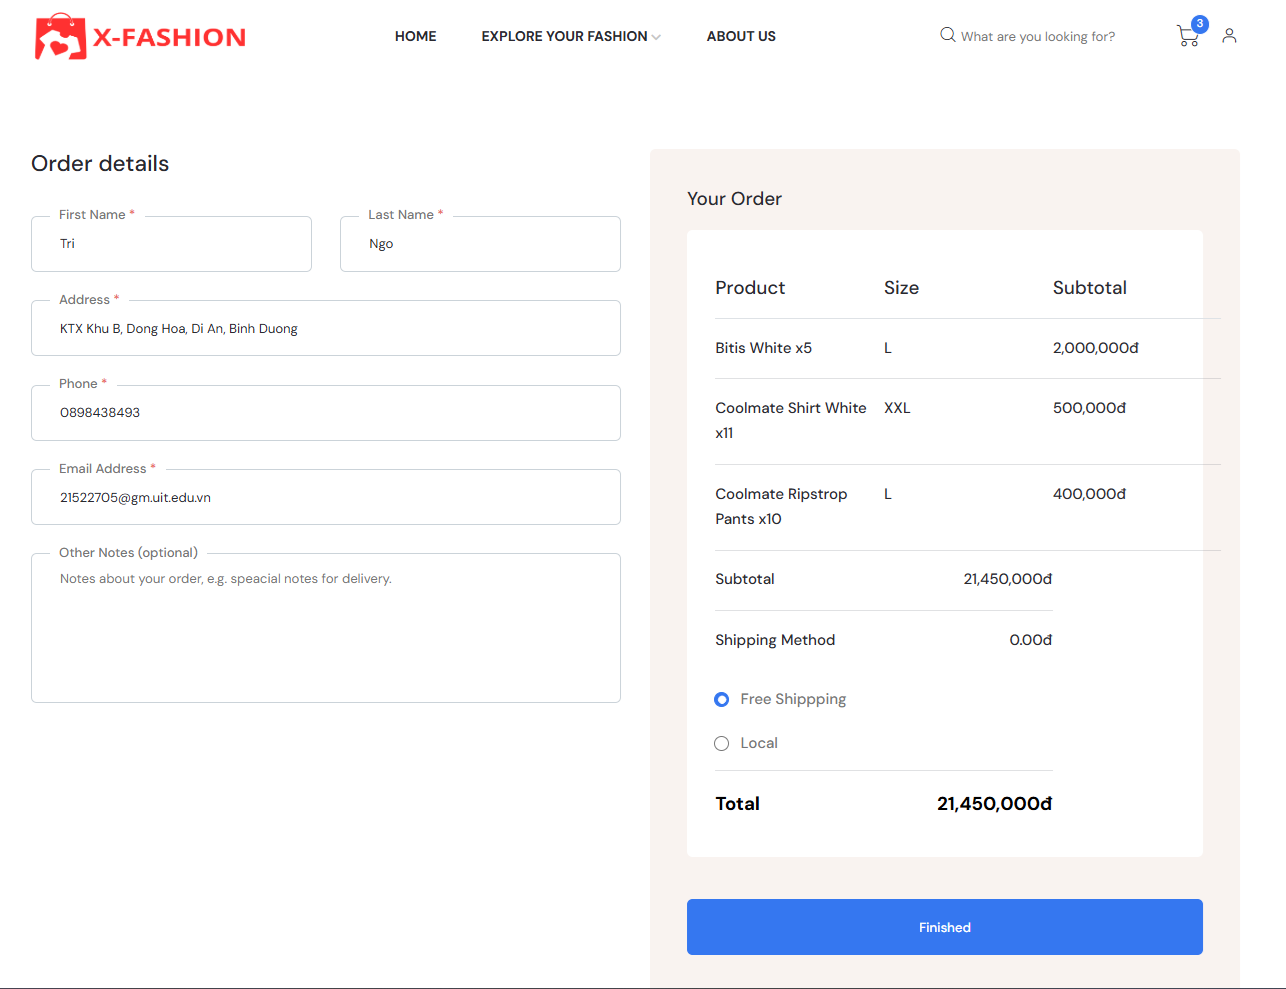 X-FASHION
HOME EXPLORE YOUR FASHION ABOUT US What are you looking for? 3
Order details
First Name *
Tri
Last Name *
Ngo
Address *
KTX Khu B, Dong Hoa, Di An, Binh Duong
Phone *
0898438493
Email Address *
21522705@gm.uit.edu.vn
Other Notes (optional)
Notes about your order, e.g. speacial notes for delivery.
Your Order
Product Size Subtotal
Bitis White x5 L 2,000,000đ
Coolmate Shirt White XXL 500,000đ
x11
Coolmate Ripstrop L 400,000đ
Pants x10
Subtotal 21,450,000đ
Shipping Method 0.00đ
Free Shippping
Local
Total 21,450,000đ
Finished